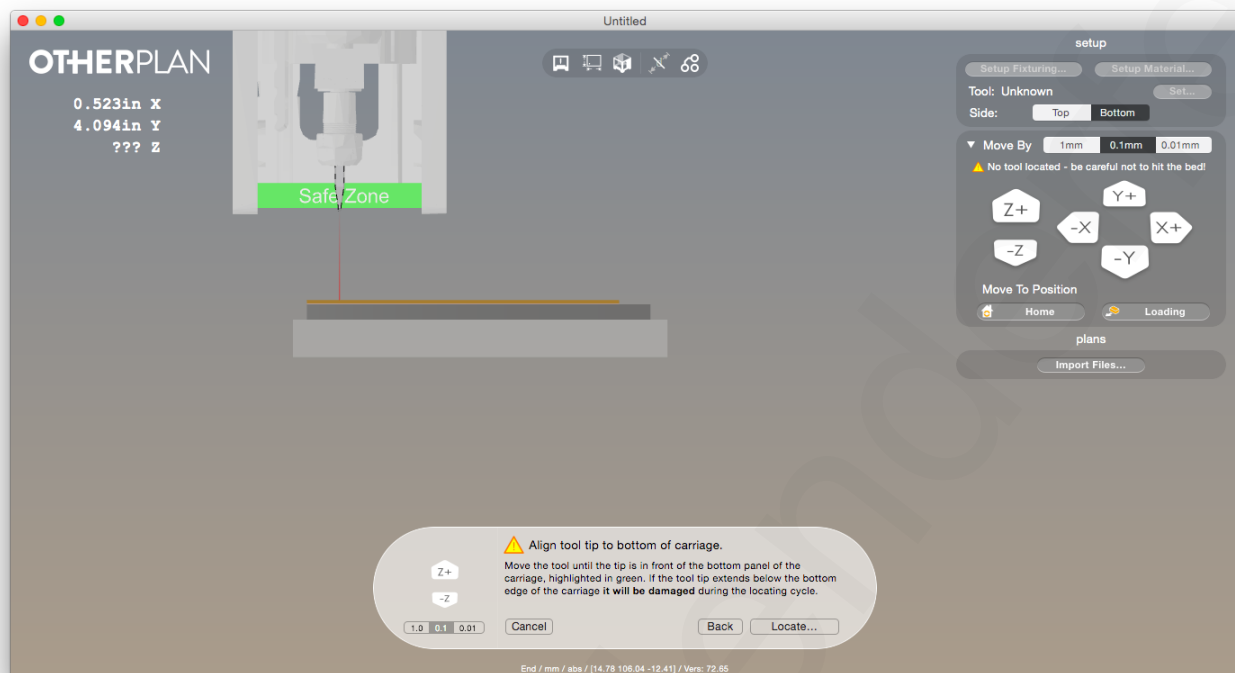 Untitled
OTHERPLAN
0.523in X
4.094in Y
??? Z
Safe Zone
setup
Setup Fixturing...
Setup Material...
Tool: Unknown
Set...
Side:
Top
Bottom
Move By
1mm
0.1mm
0.01mm
No tool located - be careful not to hit the bed!
Z+
Y+
-X
X+
-Z
-Y
Move To Position
Home
Loading
plans
Import Files...
Align tool tip to bottom of carriage.
Move the tool until the tip is in front of the bottom panel of the
carriage, highlighted in green. If the tool tip extends below the bottom
edge of the carriage it will be damaged during the locating cycle.
Z+
-Z
1.0 0.1 0.01
Cancel
Back
Locate...
End / mm / abs / [14.78 106.04 -12.41] / Vers: 72.65